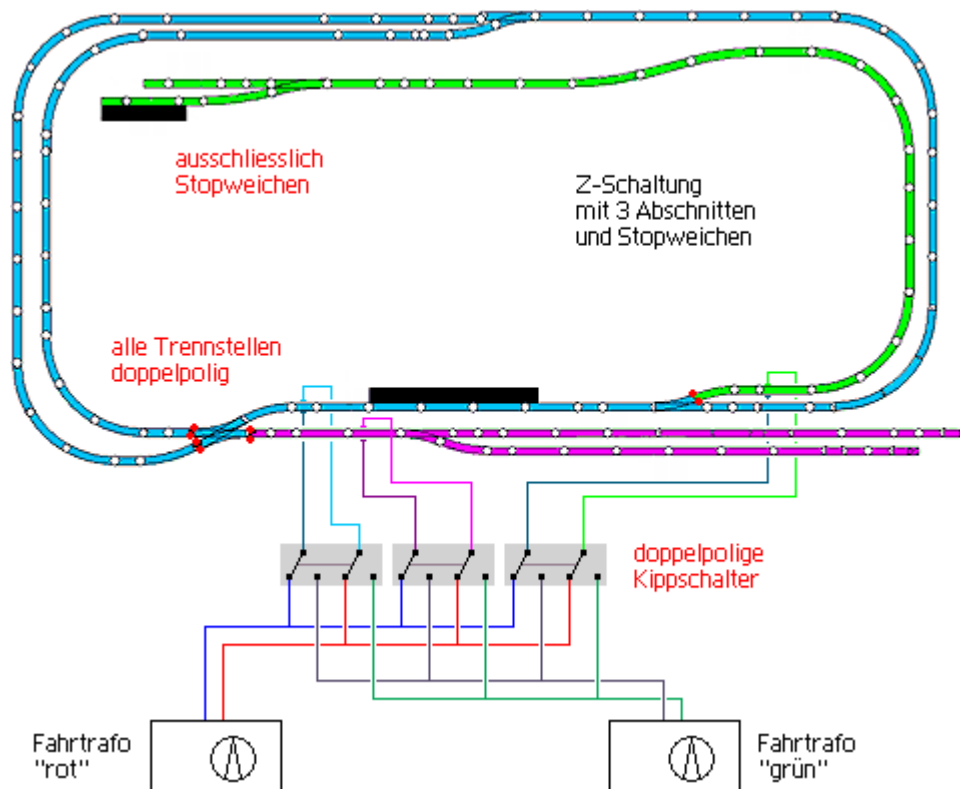 ausschliesslich
Stopweichen
Z-Schaltung
mit 3 Abschnitten
und Stopweichen
alle Trennstellen
doppelpolig
doppelpolige
Kippschalter
Fahrtrafo
"rot"
Fahrtrafo
"grün"